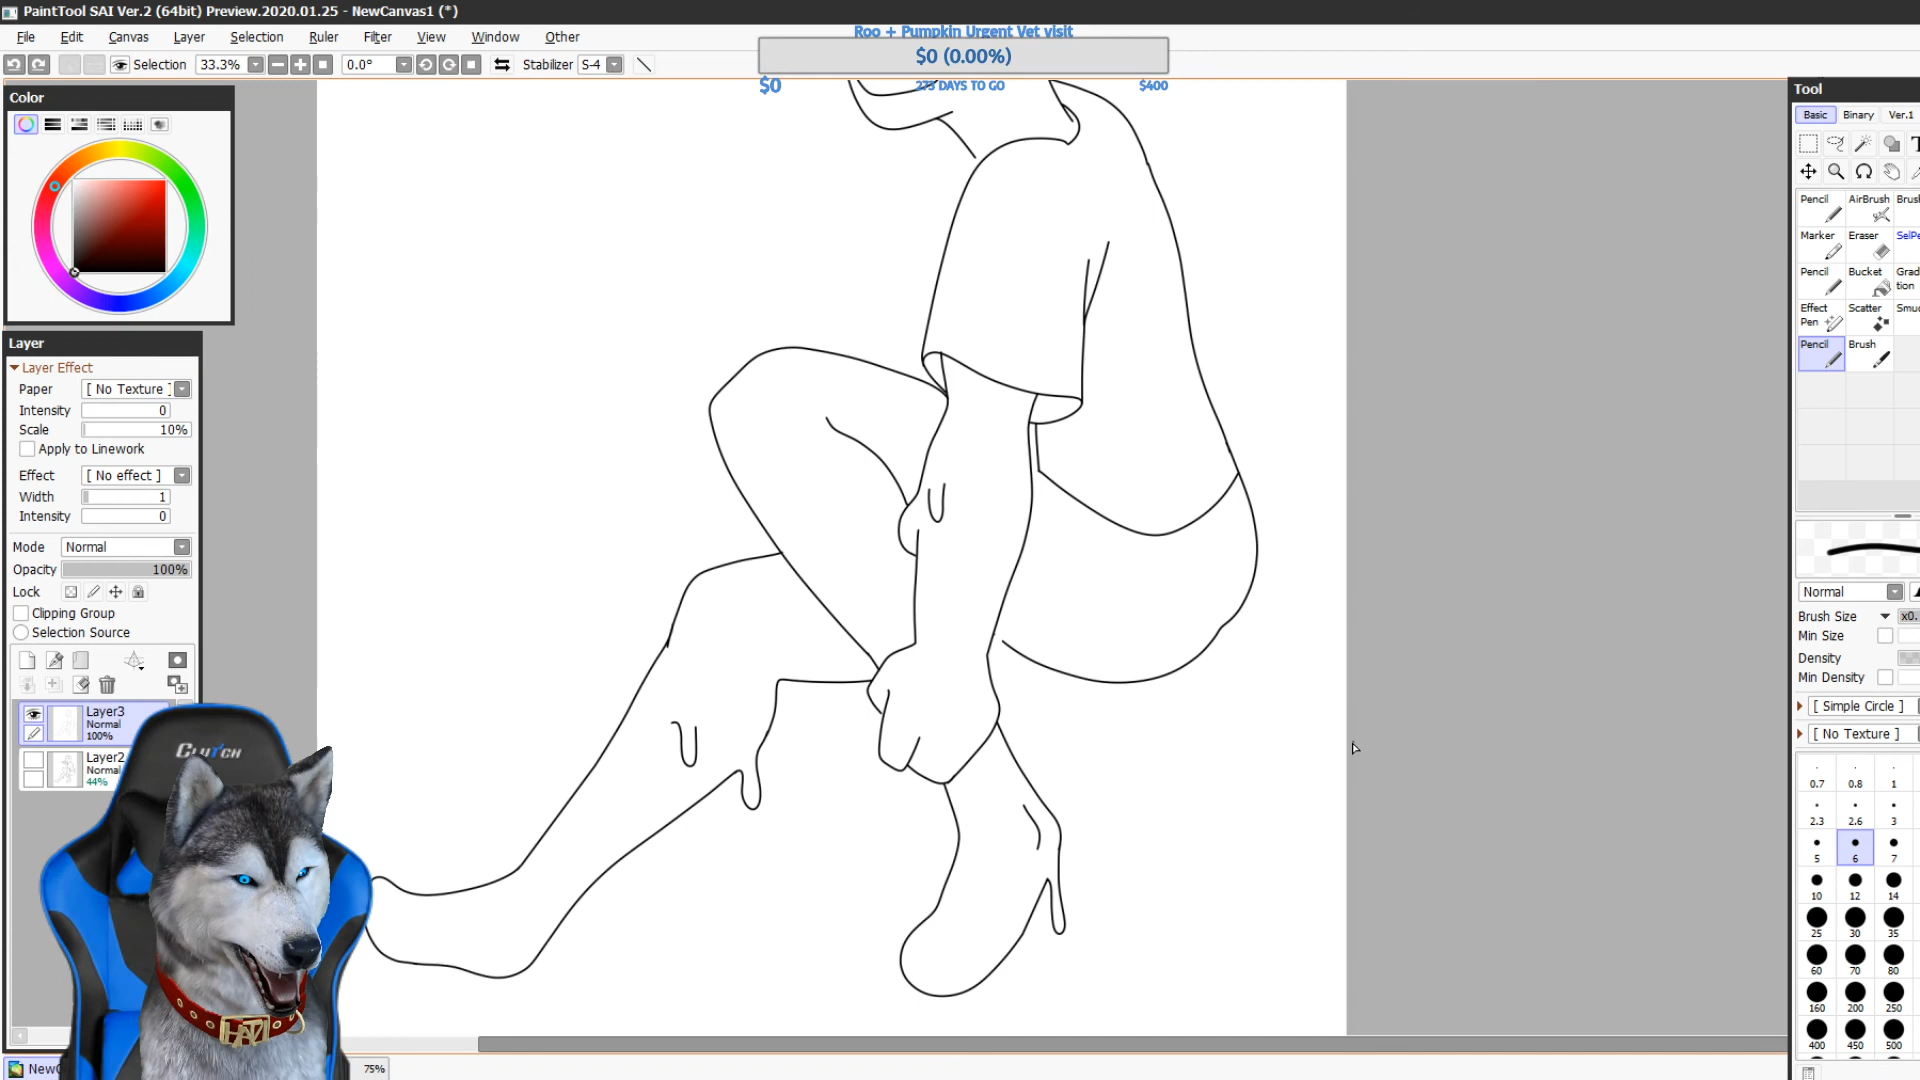 PaintTool SAI Ver.2 (64bit) Preview.2020.01.25 - NewCanvas1 (*)
File Edit Canvas Layer Selection Ruler Filter View Window Other
Roo + Pumpkin Urgent Vet visit
$0 (0.00%)
$0 273 DAYS TO GO $400
Selection 33.3% 0.0° Stabilizer S-4
Color
Layer
Layer Effect
Paper [ No Texture ]
Intensity 0
Scale 10%
Apply to Linework
Effect [ No effect ]
Width 1
Intensity 0
Mode Normal
Opacity 100%
Lock
Clipping Group
Selection Source
Layer3
Normal
100%
Layer2
Normal
44%
CLUTCH
75%
Tool
Basic Binary Ver.1
Pencil AirBrush
Marker Eraser
Pencil Bucket
Effect Pen Scatter
Pencil Brush
Normal
Brush Size x0.
Min Size
Density
Min Density
[ Simple Circle ]
[ No Texture ]
0.7 0.8 1
2.3 2.6 3
5 6 7
10 12 14
25 30 35
60 70 80
160 200 250
400 450 500